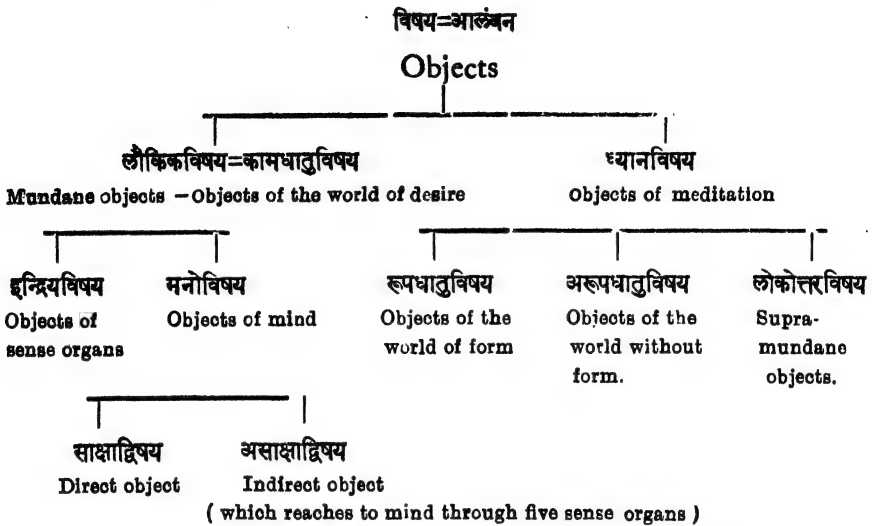 विषय=आलंबन
Objects
लौकिकविषय=कामधातुविषय
ध्यानविषय
Mundane objects — Objects of the world of desire
Objects of meditation
इन्द्रियविषय
मनोविषय
रूपधातुविषय
अरूपधातुविषय
लोकोत्तरविषय
Objects of
sense organs
Objects of mind
Objects of the
world of form
Objects of the
world without
form.
Supra-
mundane
objects.
साक्षाद्विषय
असाक्षाद्विषय
Direct object
Indirect object
( which reaches to mind through five sense organs )